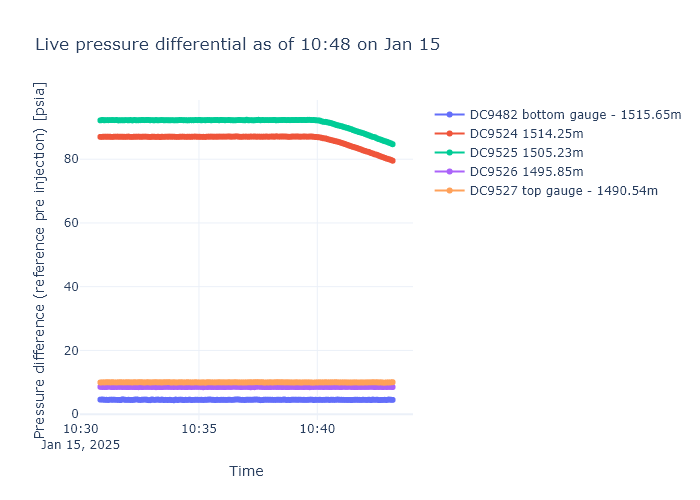 Live pressure differential as of 10:48 on Jan 15
Pressure difference (reference pre injection) [psia]
80
60
40
20
0
10:30
Jan 15, 2025
10:35
10:40
Time
DC9482 bottom gauge - 1515.65m
DC9524 1514.25m
DC9525 1505.23m
DC9526 1495.85m
DC9527 top gauge - 1490.54m